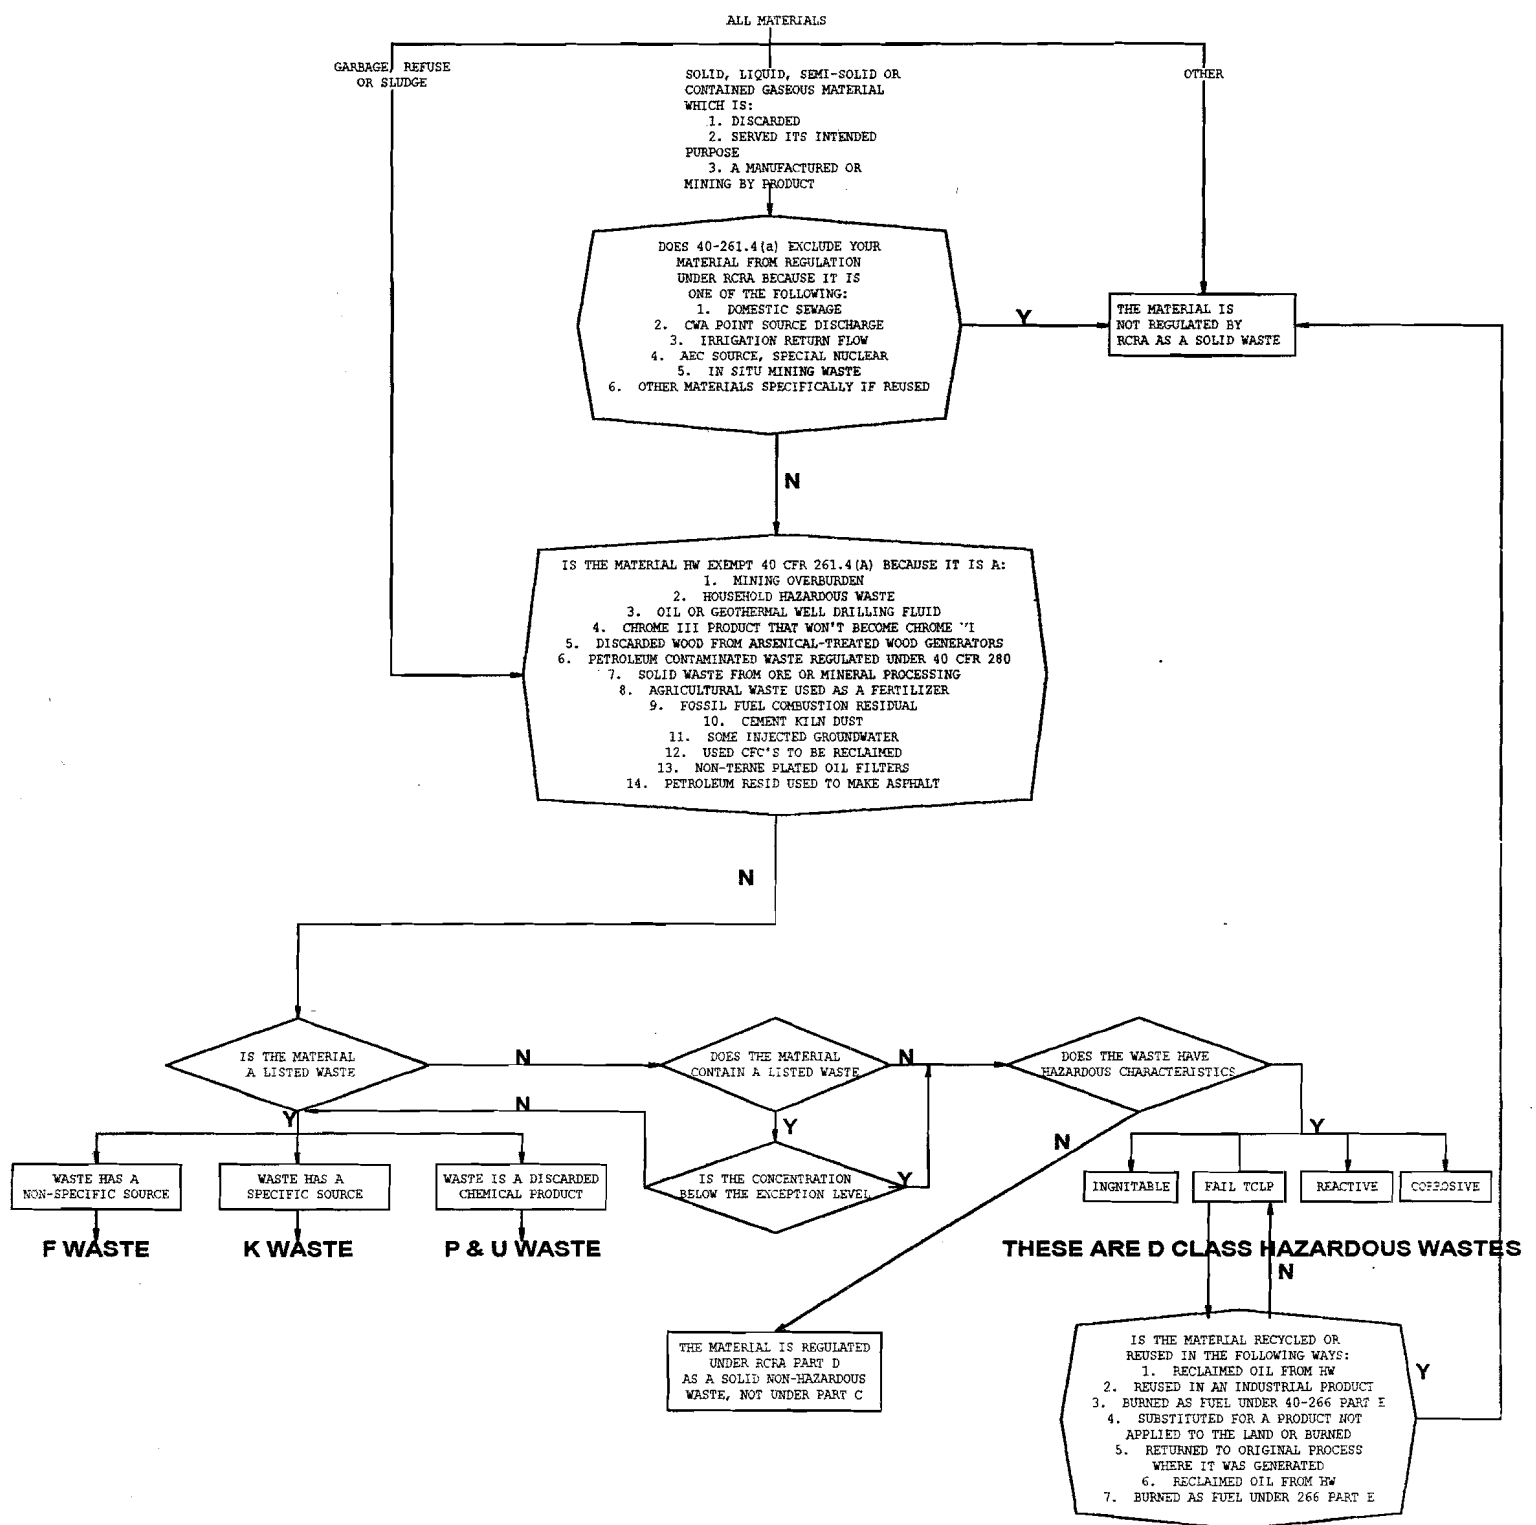 ALL MATERIALS
GARBAGE, REFUSE
OR SLUDGE
SOLID, LIQUID, SEMI-SOLID OR
CONTAINED GASEOUS MATERIAL
WHICH IS:
1. DISCARDED
2. SERVED ITS INTENDED
PURPOSE
3. A MANUFACTURED OR
MINING BY PRODUCT
OTHER
DOES 40-261.4(a) EXCLUDE YOUR
MATERIAL FROM REGULATION
UNDER RCRA BECAUSE IT IS
ONE OF THE FOLLOWING:
1. DOMESTIC SEWAGE
2. CWA POINT SOURCE DISCHARGE
3. IRRIGATION RETURN FLOW
4. AEC SOURCE, SPECIAL NUCLEAR
5. IN SITU MINING WASTE
6. OTHER MATERIALS SPECIFICALLY IF REUSED
Y
THE MATERIAL IS
NOT REGULATED BY
RCRA AS A SOLID WASTE
N
IS THE MATERIAL HW EXEMPT 40 CFR 261.4(A) BECAUSE IT IS A:
1. MINING OVERBURDEN
2. HOUSEHOLD HAZARDOUS WASTE
3. OIL OR GEOTHERMAL WELL DRILLING FLUID
4. CHROME III PRODUCT THAT WON'T BECOME CHROME VI
5. DISCARDED WOOD FROM ARSENICAL-TREATED WOOD GENERATORS
6. PETROLEUM CONTAMINATED WASTE REGULATED UNDER 40 CFR 280
7. SOLID WASTE FROM ORE OR MINERAL PROCESSING
8. AGRICULTURAL WASTE USED AS A FERTILIZER
9. FOSSIL FUEL COMBUSTION RESIDUAL
10. CEMENT KILN DUST
11. SOME INJECTED GROUNDWATER
12. USED CFC'S TO BE RECLAIMED
13. NON-TERNE PLATED OIL FILTERS
14. PETROLEUM RESID USED TO MAKE ASPHALT
N
IS THE MATERIAL
A LISTED WASTE
N
DOES THE MATERIAL
CONTAIN A LISTED WASTE
N
DOES THE WASTE HAVE
HAZARDOUS CHARACTERISTICS
Y
N
Y
N
Y
WASTE HAS A
NON-SPECIFIC SOURCE
WASTE HAS A
SPECIFIC SOURCE
WASTE IS A DISCARDED
CHEMICAL PRODUCT
IS THE CONCENTRATION
BELOW THE EXCEPTION LEVEL
Y
INGNITABLE
FAIL TCLP
REACTIVE
CORROSIVE
F WASTE
K WASTE
P & U WASTE
THESE ARE D CLASS HAZARDOUS WASTES
N
THE MATERIAL IS REGULATED
UNDER RCRA PART D
AS A SOLID NON-HAZARDOUS
WASTE, NOT UNDER PART C
IS THE MATERIAL RECYCLED OR
REUSED IN THE FOLLOWING WAYS:
1. RECLAIMED OIL FROM HW
2. REUSED IN AN INDUSTRIAL PRODUCT
3. BURNED AS FUEL UNDER 40-266 PART E
4. SUBSTITUTED FOR A PRODUCT NOT
APPLIED TO THE LAND OR BURNED
5. RETURNED TO ORIGINAL PROCESS
WHERE IT WAS GENERATED
6. RECLAIMED OIL FROM HW
7. BURNED AS FUEL UNDER 266 PART E
Y